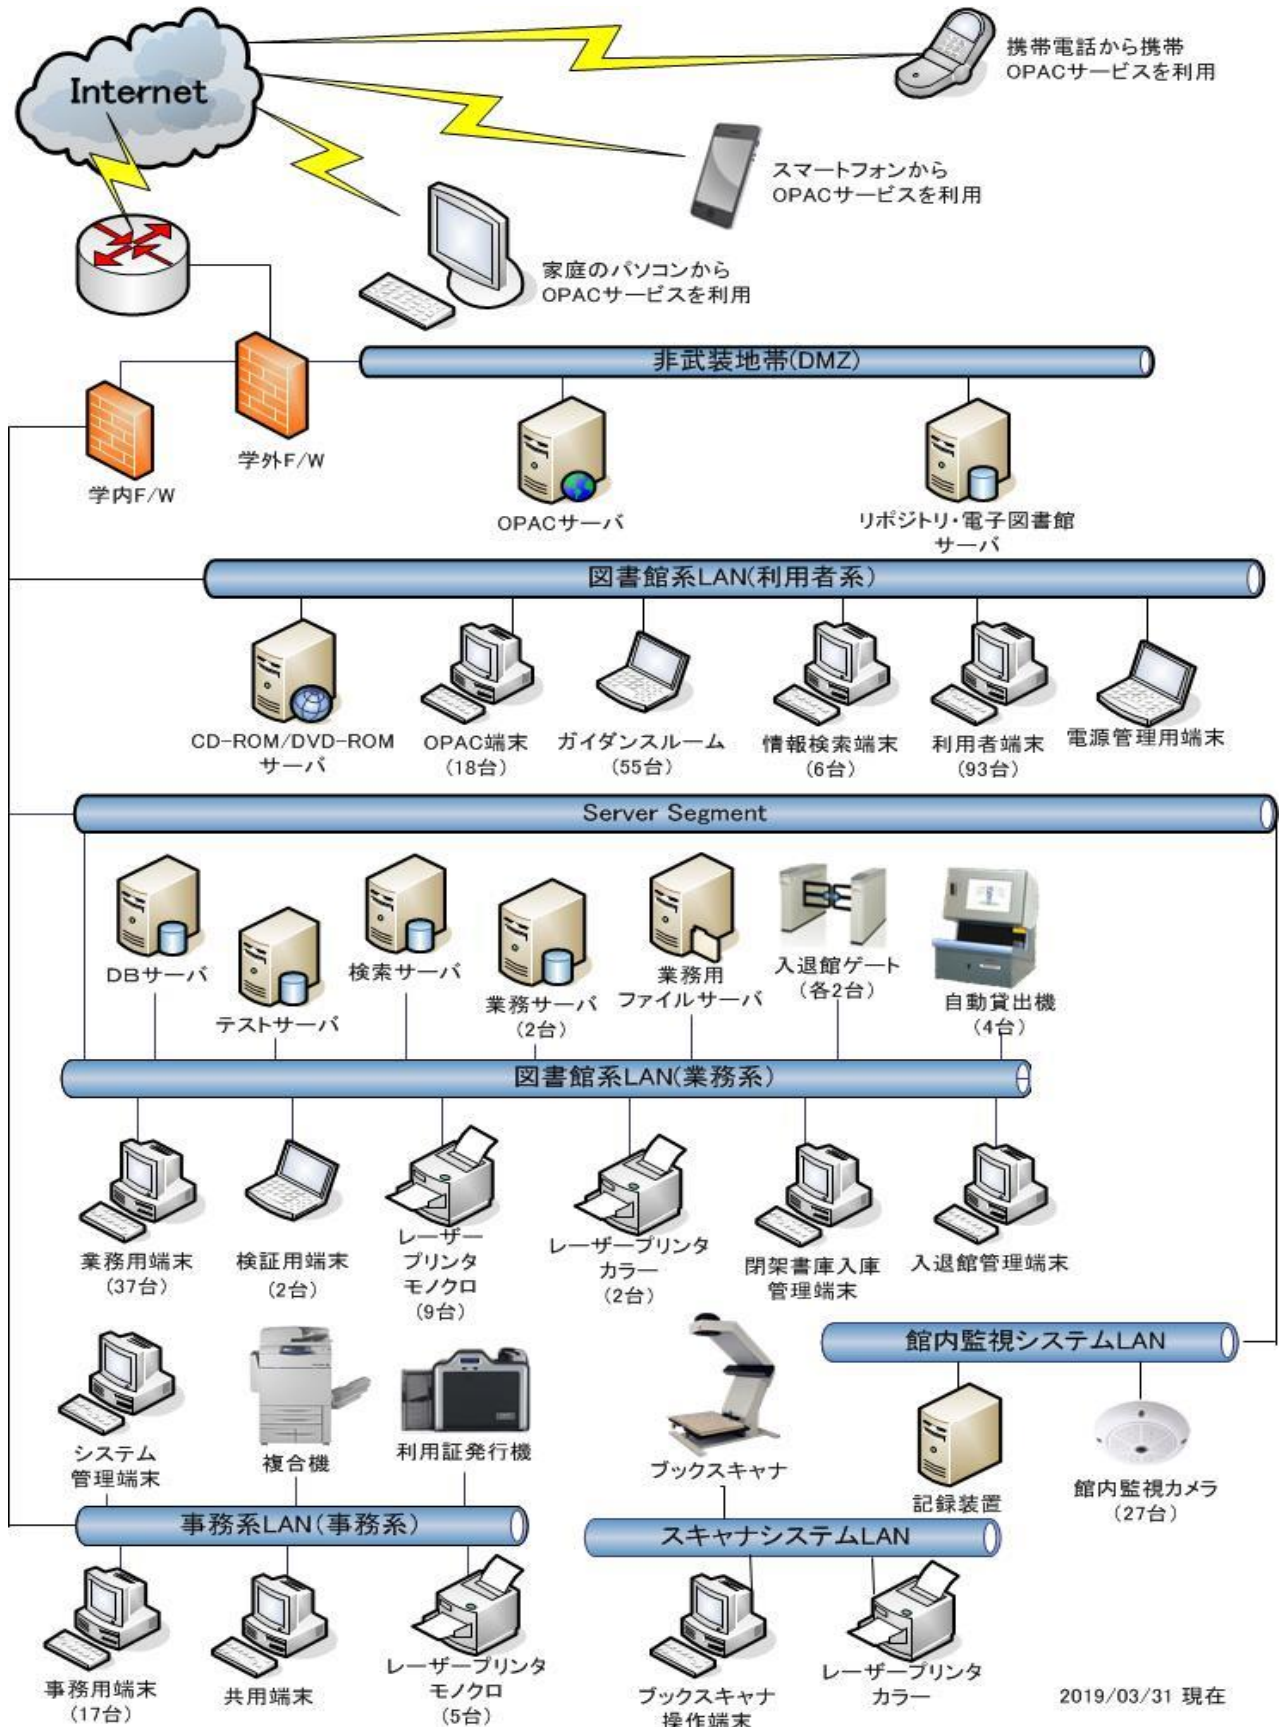 Internet
携帯電話から携帯
OPACサービスを利用
スマートフォンから
OPACサービスを利用
家庭のパソコンから
OPACサービスを利用
非武装地帯(DMZ)
学外F/W
学内F/W
OPACサーバ
リポジトリ・電子図書館
サーバ
図書館系LAN(利用者系)
CD-ROM/DVD-ROM
サーバ
OPAC端末
(18台)
ガイダンスルーム
(55台)
情報検索端末
(6台)
利用者端末
(93台)
電源管理用端末
Server Segment
DBサーバ
テストサーバ
検索サーバ
業務サーバ
(2台)
業務用
ファイルサーバ
入退館ゲート
(各2台)
自動貸出機
(4台)
図書館系LAN(業務系)
業務用端末
(37台)
検証用端末
(2台)
レーザー
プリンタ
モノクロ
(9台)
レーザープリンタ
カラー
(2台)
閉架書庫入庫
管理端末
入退館管理端末
館内監視システムLAN
システム
管理端末
複合機
利用証発行機
ブックスキャナ
記録装置
館内監視カメラ
(27台)
事務系LAN(事務系)
スキャナシステムLAN
事務用端末
(17台)
共用端末
レーザープリンタ
モノクロ
(5台)
ブックスキャナ
操作端末
レーザープリンタ
カラー
2019/03/31 現在